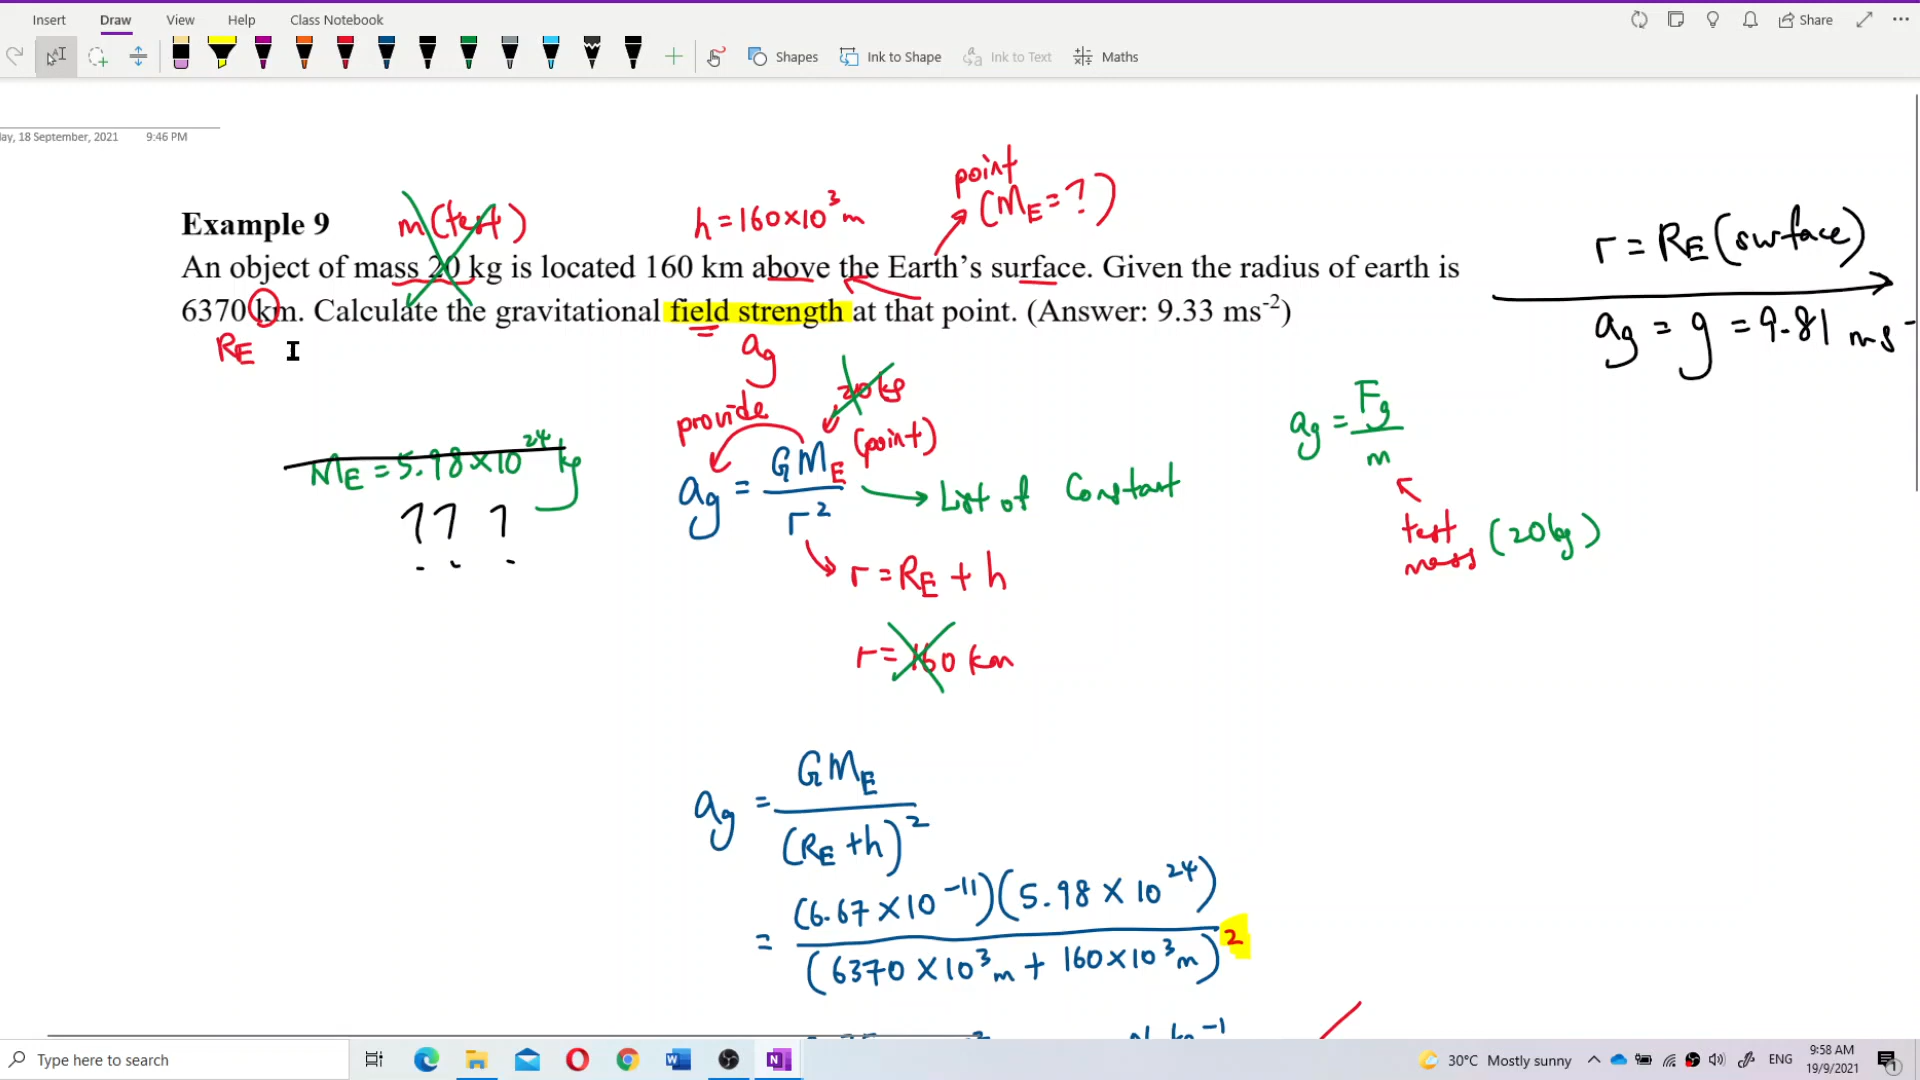 Insert Draw View Help Class Notebook Share
Shapes Ink to Shape Ink to Text Maths
ay, 18 September, 2021 9:46 PM
point
(ME = ?)
Example 9 m (test) h = 160×10³ m
An object of mass 20 kg is located 160 km above the Earth's surface. Given the radius of earth is
6370 km. Calculate the gravitational field strength at that point. (Answer: 9.33 ms⁻²)
RE
ag
r = RE (surface)
ag = g = 9.81 ms⁻
provide 20 kg
(point)
ME = 5.98×10²⁴ kg
? ? ?
ag = GME / r² → List of Constant
ag = Fg / m
test mass (20kg)
r = RE + h
r = 160 km
ag = GME / (RE + h)²
= (6.67×10⁻¹¹)(5.98×10²⁴) / (6370×10³m + 160×10³m)²
Type here to search 30°C Mostly sunny ENG 9:58 AM
19/9/2021